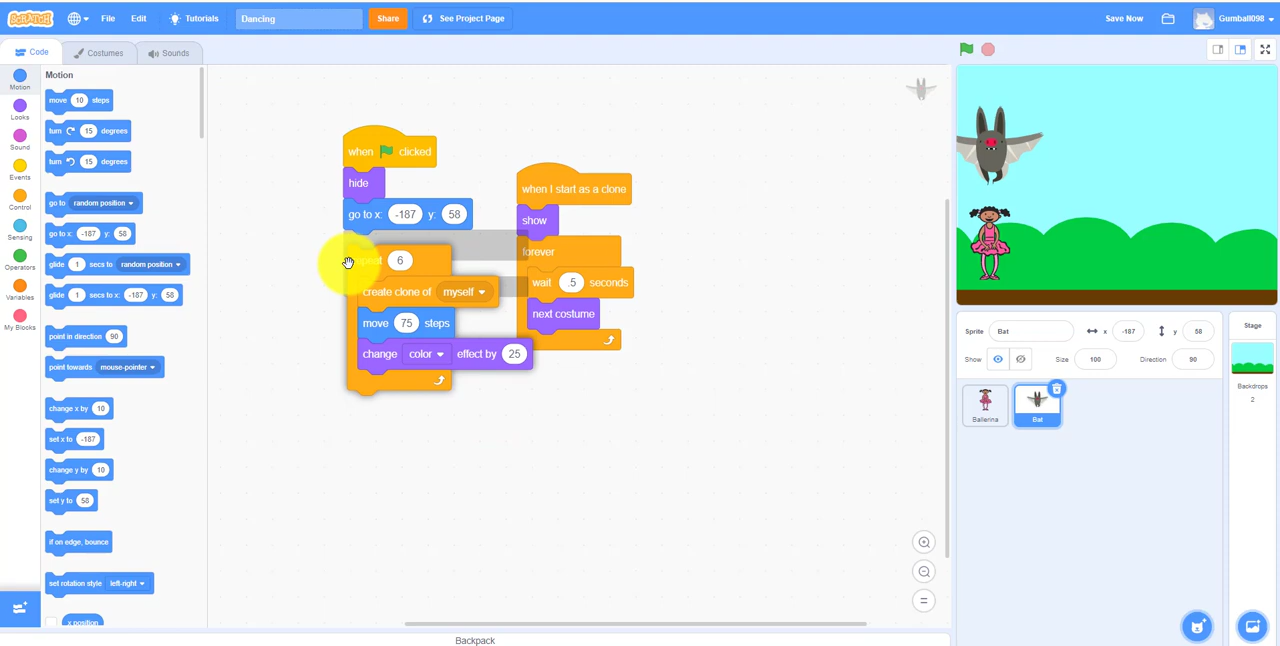 SCRATCH File Edit Tutorials Dancing Share See Project Page Save Now Gumball098
Code Costumes Sounds
Motion
Looks
Sound
Events
Control
Sensing
Operators
Variables
My Blocks
Motion
move 10 steps
turn 15 degrees
turn 15 degrees
go to random position
go to x: -187 y: 58
glide 1 secs to random position
glide 1 secs to x: -187 y: 58
point in direction 90
point towards mouse-pointer
change x by 10
set x to -187
change y by 10
set y to 58
if on edge, bounce
set rotation style left-right
x position
when clicked
hide
go to x: -187 y: 58
6
create clone of myself
move 75 steps
change color effect by 25
when I start as a clone
show
forever
wait .5 seconds
next costume
Backpack
Sprite Bat x -187 y 58
Show Size 100 Direction 90
Ballerina
Bat
Stage
Backdrops
2